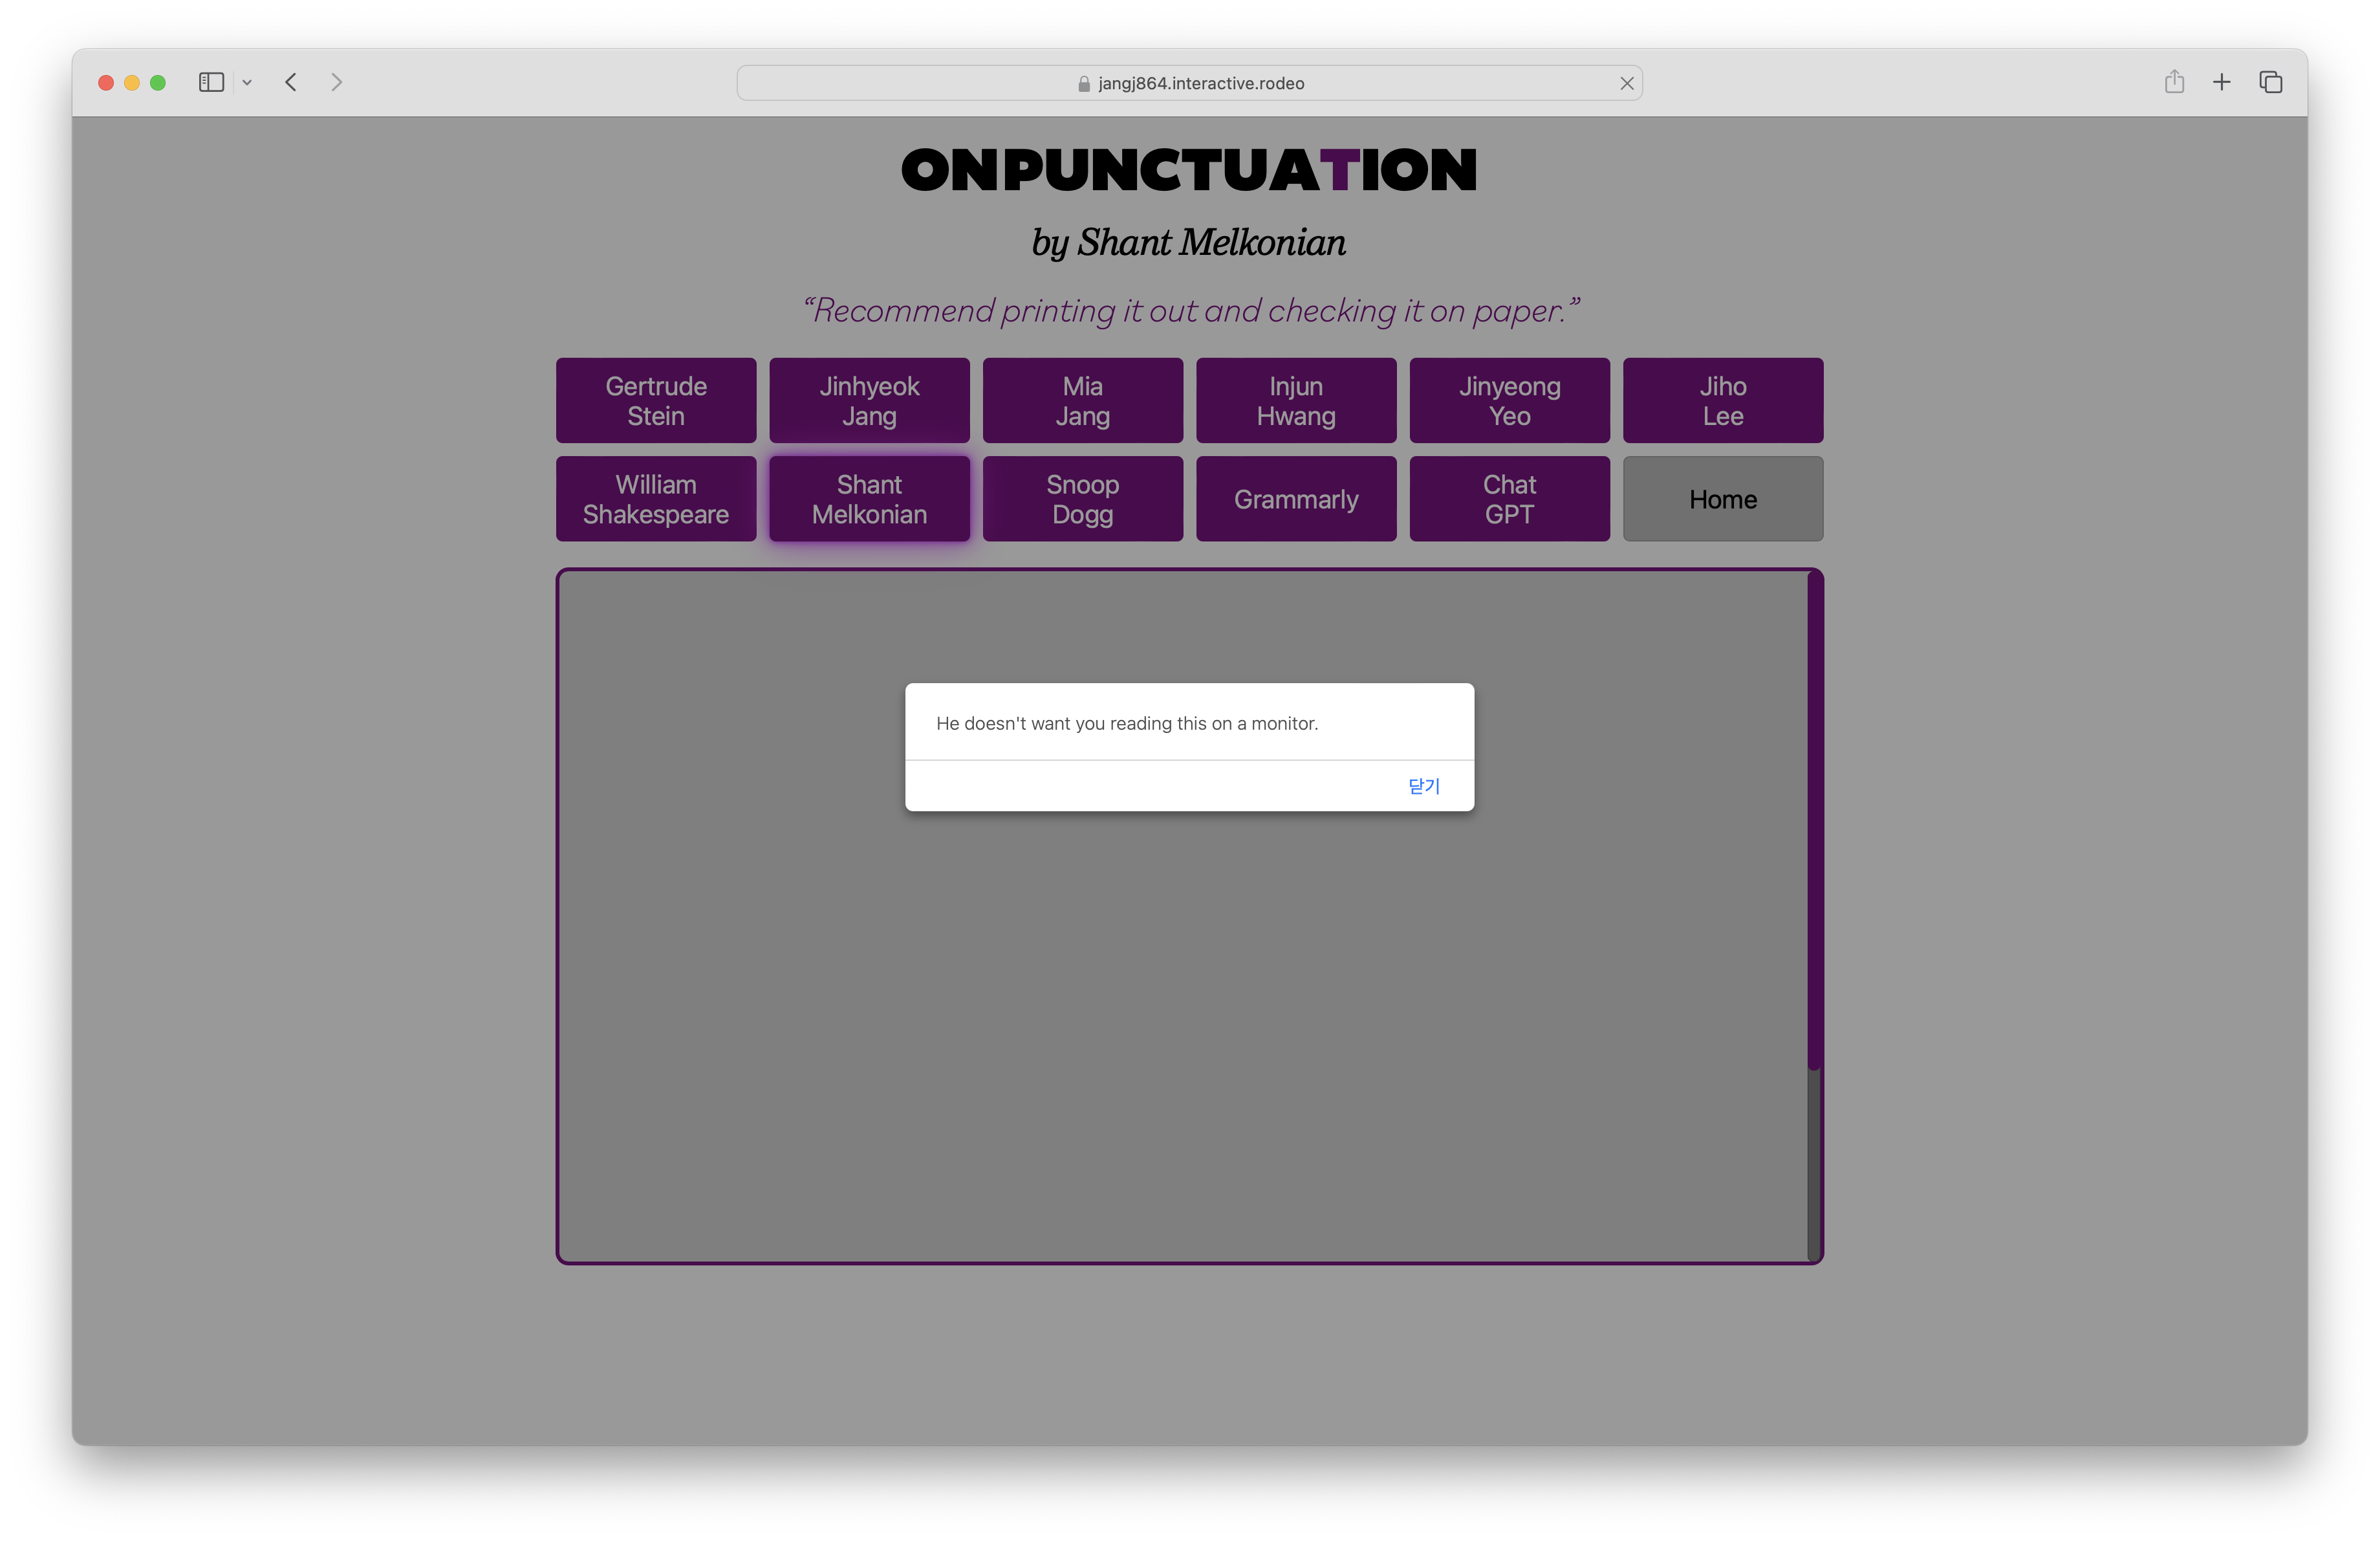 jangj864.interactive.rodeo
ONPUNCTUATION
by Shant Melkonian
“Recommend printing it out and checking it on paper.”
Gertrude
Stein
Jinhyeok
Jang
Mia
Jang
Injun
Hwang
Jinyeong
Yeo
Jiho
Lee
William
Shakespeare
Shant
Melkonian
Snoop
Dogg
Grammarly
Chat
GPT
Home
He doesn't want you reading this on a monitor.
닫기